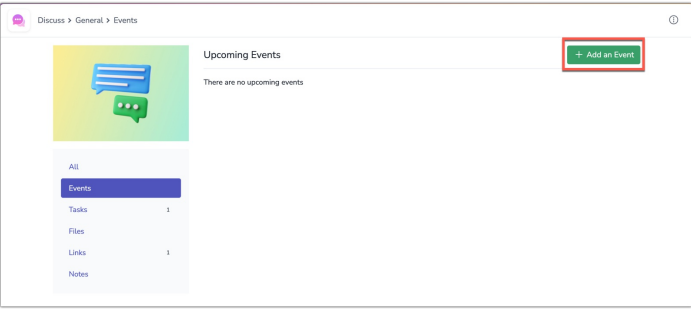 Discuss > General > Events
Upcoming Events
+ Add an Event
There are no upcoming events
All
Events
Tasks 1
Files
Links 1
Notes